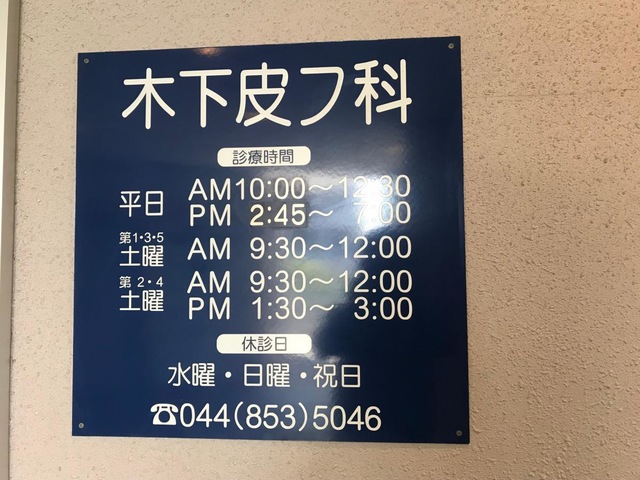 木下皮フ科
診療時間
平日 AM 10:00〜12:30
PM 2:45〜 7:00
第1・3・5
土曜 AM 9:30〜12:00
第2・4
土曜 AM 9:30〜12:00
PM 1:30〜 3:00
休診日
水曜・日曜・祝日
☎044(853)5046